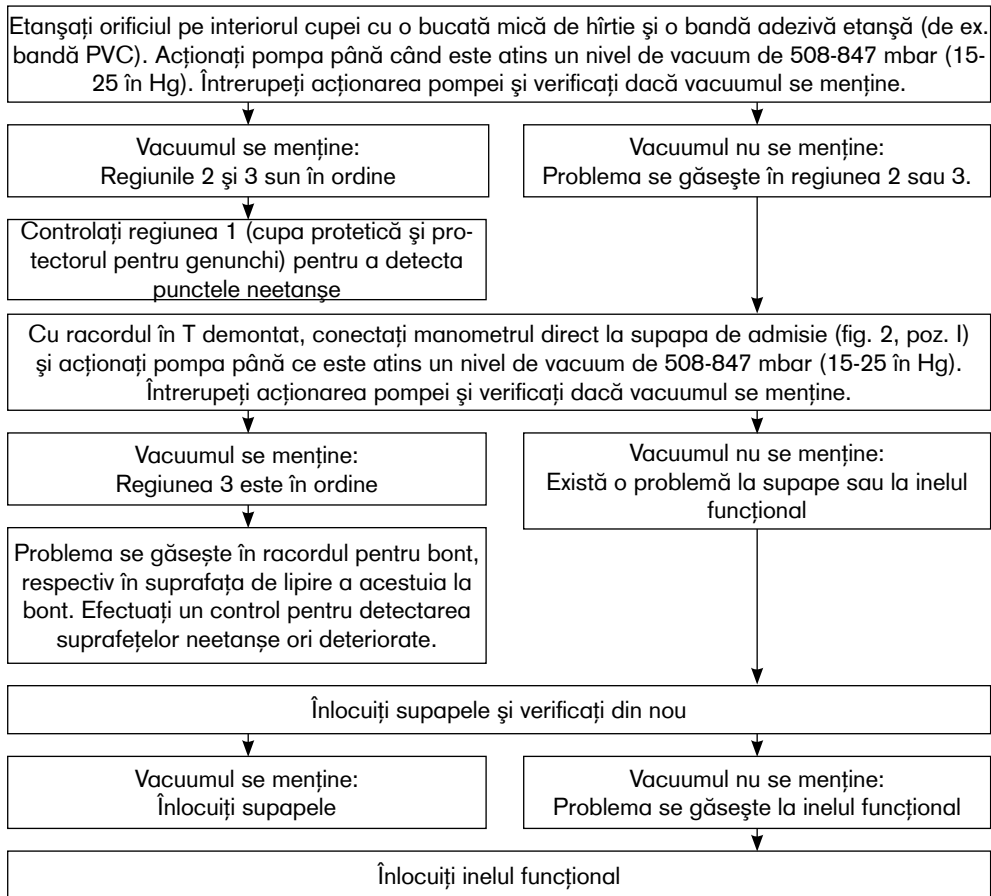 Etanşați orificiul pe interiorul cupei cu o bucată mică de hîrtie şi o bandă adezivă etanşă (de ex.
bandă PVC). Acționați pompa până când este atins un nivel de vacuum de 508-847 mbar (15-
25 în Hg). Întrerupeți acționarea pompei şi verificați dacă vacuumul se menține.
Vacuumul se menține:
Regiunile 2 şi 3 sun în ordine
Vacuumul nu se menține:
Problema se găseşte în regiunea 2 sau 3.
Controlați regiunea 1 (cupa protetică şi pro-
tectorul pentru genunchi) pentru a detecta
punctele neetanşe
Cu racordul în T demontat, conectați manometrul direct la supapa de admisie (fig. 2, poz. I)
şi acționați pompa până ce este atins un nivel de vacuum de 508-847 mbar (15-25 în Hg).
Întrerupeți acționarea pompei şi verificați dacă vacuumul se menține.
Vacuumul se menține:
Regiunea 3 este în ordine
Vacuumul nu se menține:
Există o problemă la supape sau la inelul
funcțional
Problema se găsește în racordul pentru bont,
respectiv în suprafața de lipire a acestuia la
bont. Efectuați un control pentru detectarea
suprafețelor neetanșe ori deteriorate.
Înlocuiți supapele şi verificați din nou
Vacuumul se menține:
Înlocuiți supapele
Vacuumul nu se menține:
Problema se găseşte la inelul funcțional
Înlocuiți inelul funcțional